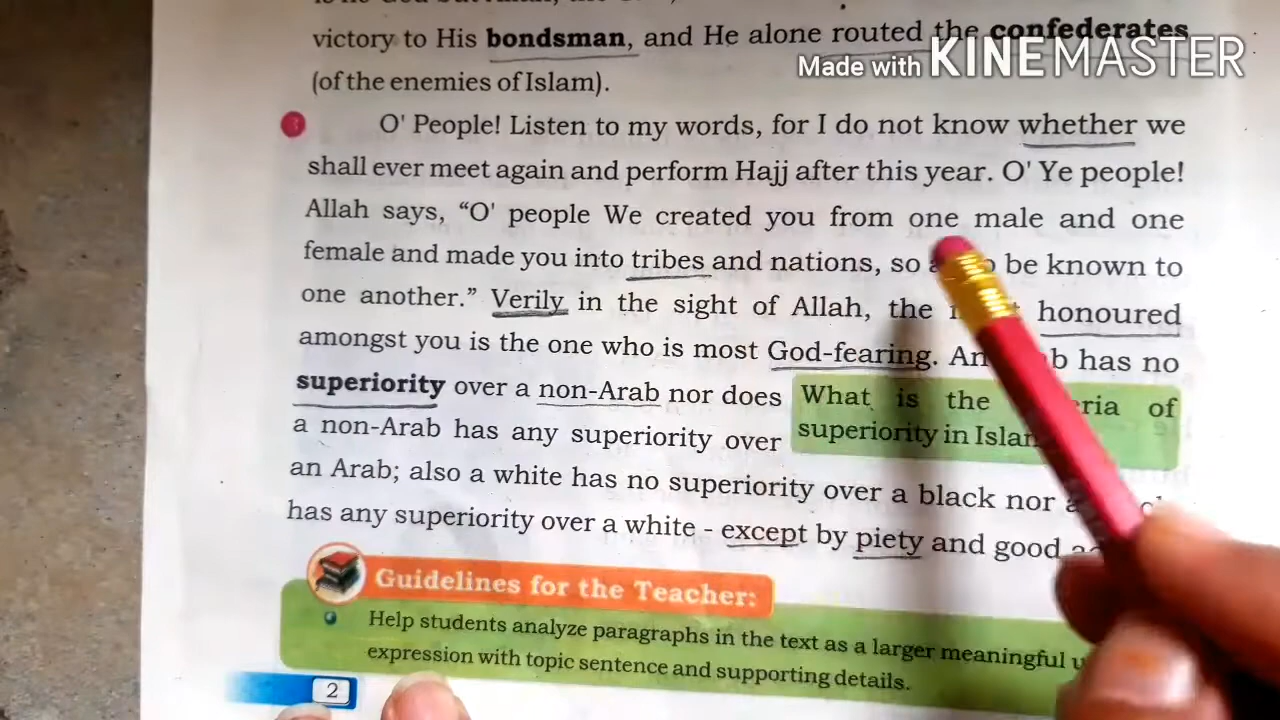 victory to His bondsman, and He alone routed the confederates
Made with KINEMASTER
(of the enemies of Islam).
3
O' People! Listen to my words, for I do not know whether we
shall ever meet again and perform Hajj after this year. O' Ye people!
Allah says, “O' people We created you from one male and one
female and made you into tribes and nations, so be known to
one another.” Verily in the sight of Allah, the honoured
amongst you is the one who is most God-fearing. An has no
superiority over a non-Arab nor does
What is the of
a non-Arab has any superiority over
superiority in
an Arab; also a white has no superiority over a black nor
has any superiority over a white - except by piety and good
Guidelines for the Teacher:
Help students analyze paragraphs in the text as a larger meaningful
expression with topic sentence and supporting details.
2